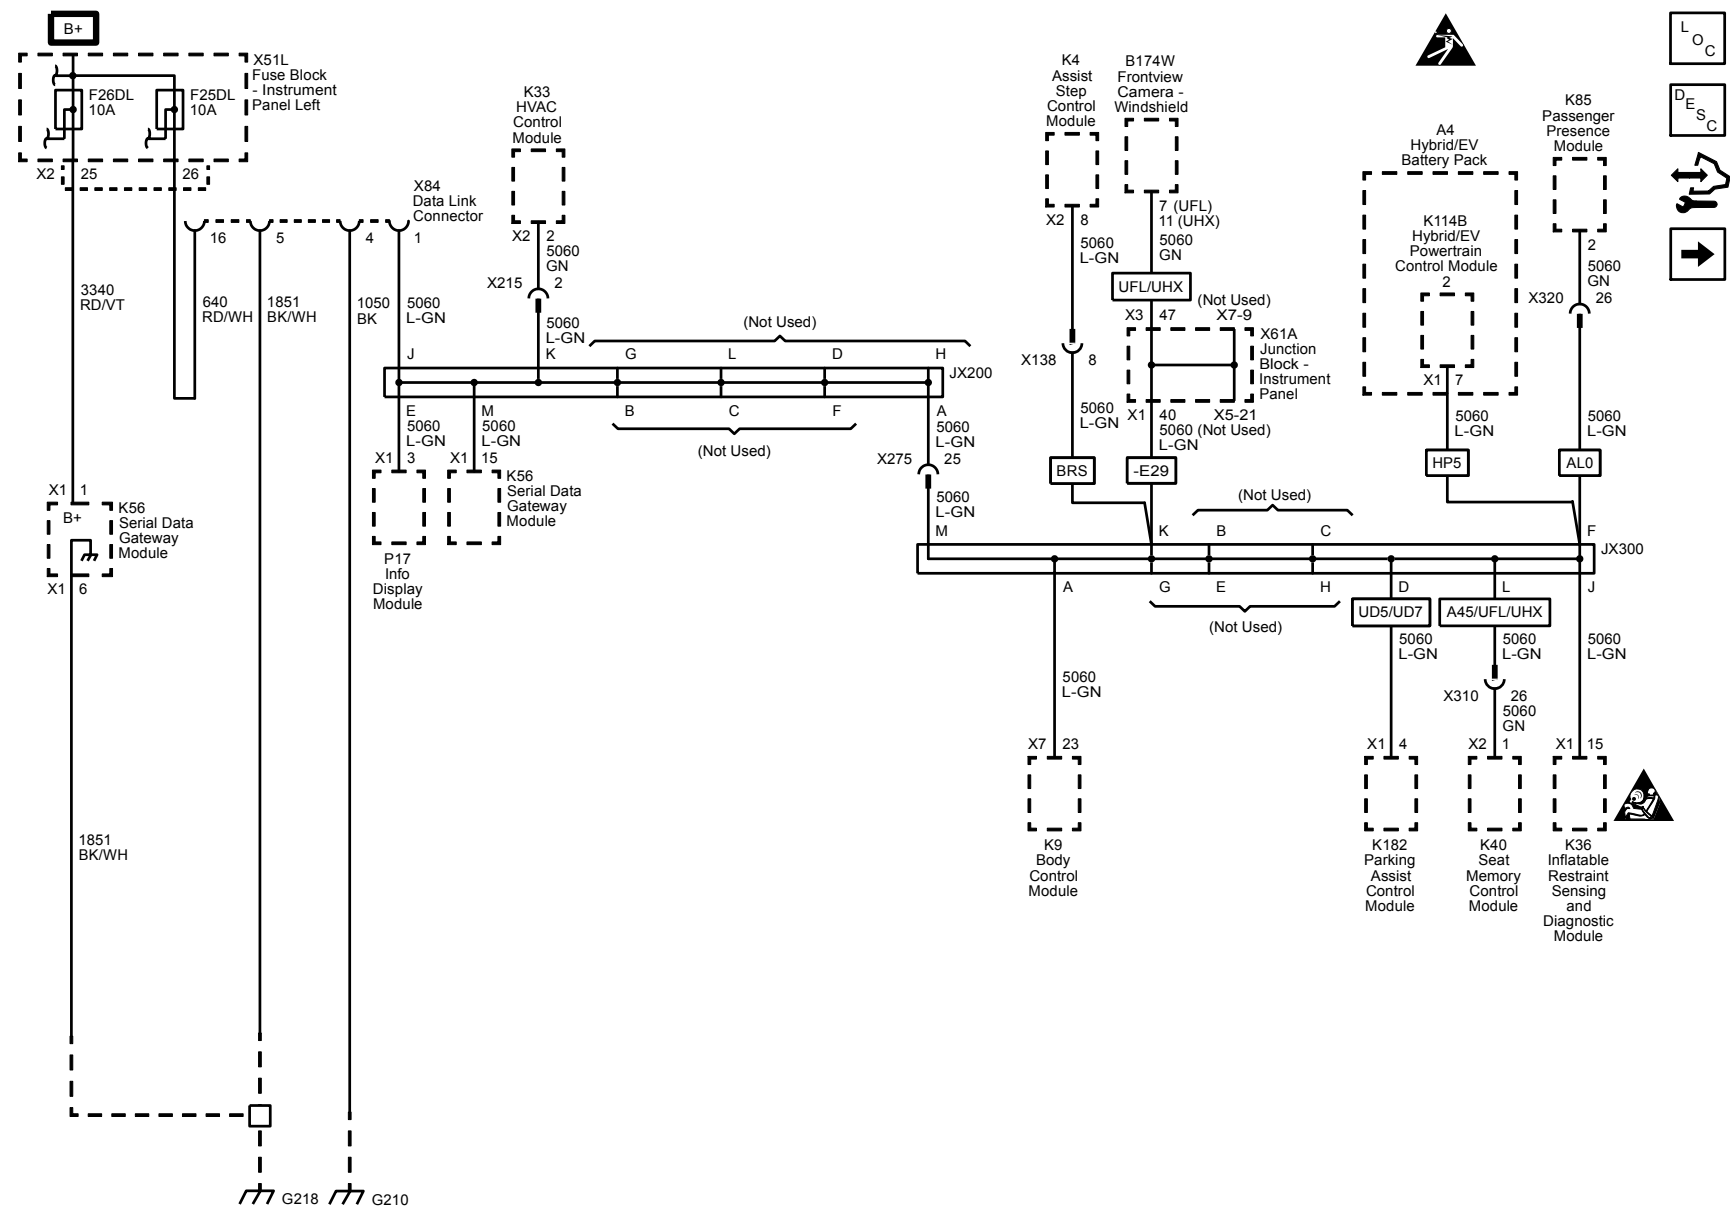 B+
X51L
Fuse Block
- Instrument
Panel Left
F26DL
10A
F25DL
10A
X2
25
26
X84
Data Link
Connector
16
5
4
1
3340
RD/VT
640
RD/WH
1851
BK/WH
1050
BK
5060
L-GN
K33
HVAC
Control
Module
X2
2
5060
GN
X215
2
5060
L-GN
(Not Used)
J
K
G
L
D
H
JX200
E
M
B
C
F
A
5060
L-GN
5060
L-GN
(Not Used)
5060
L-GN
X1
3
X1
15
K56
Serial Data
Gateway
Module
P17
Info
Display
Module
X275
25
5060
L-GN
X1
1
B+
K56
Serial Data
Gateway
Module
X1
6
1851
BK/WH
G218
G210
K4
Assist
Step
Control
Module
X2
8
5060
L-GN
X138
8
5060
L-GN
BRS
B174W
Frontview
Camera -
Windshield
7 (UFL)
11 (UHX)
5060
GN
UFL/UHX
(Not Used)
X3
47
X7-9
X61A
Junction
Block -
Instrument
Panel
X1
40
X5-21
5060
L-GN
(Not Used)
-E29
(Not Used)
A4
Hybrid/EV
Battery Pack
K114B
Hybrid/EV
Powertrain
Control Module
2
X1
7
5060
L-GN
HP5
K85
Passenger
Presence
Module
2
5060
GN
X320
26
5060
L-GN
AL0
M
K
B
C
F
JX300
A
G
E
H
D
L
J
(Not Used)
UD5/UD7
A45/UFL/UHX
5060
L-GN
5060
L-GN
5060
L-GN
5060
L-GN
X310
26
5060
GN
X7
23
X1
4
X2
1
X1
15
K9
Body
Control
Module
K182
Parking
Assist
Control
Module
K40
Seat
Memory
Control
Module
K36
Inflatable
Restraint
Sensing
and
Diagnostic
Module
LOC
DESC